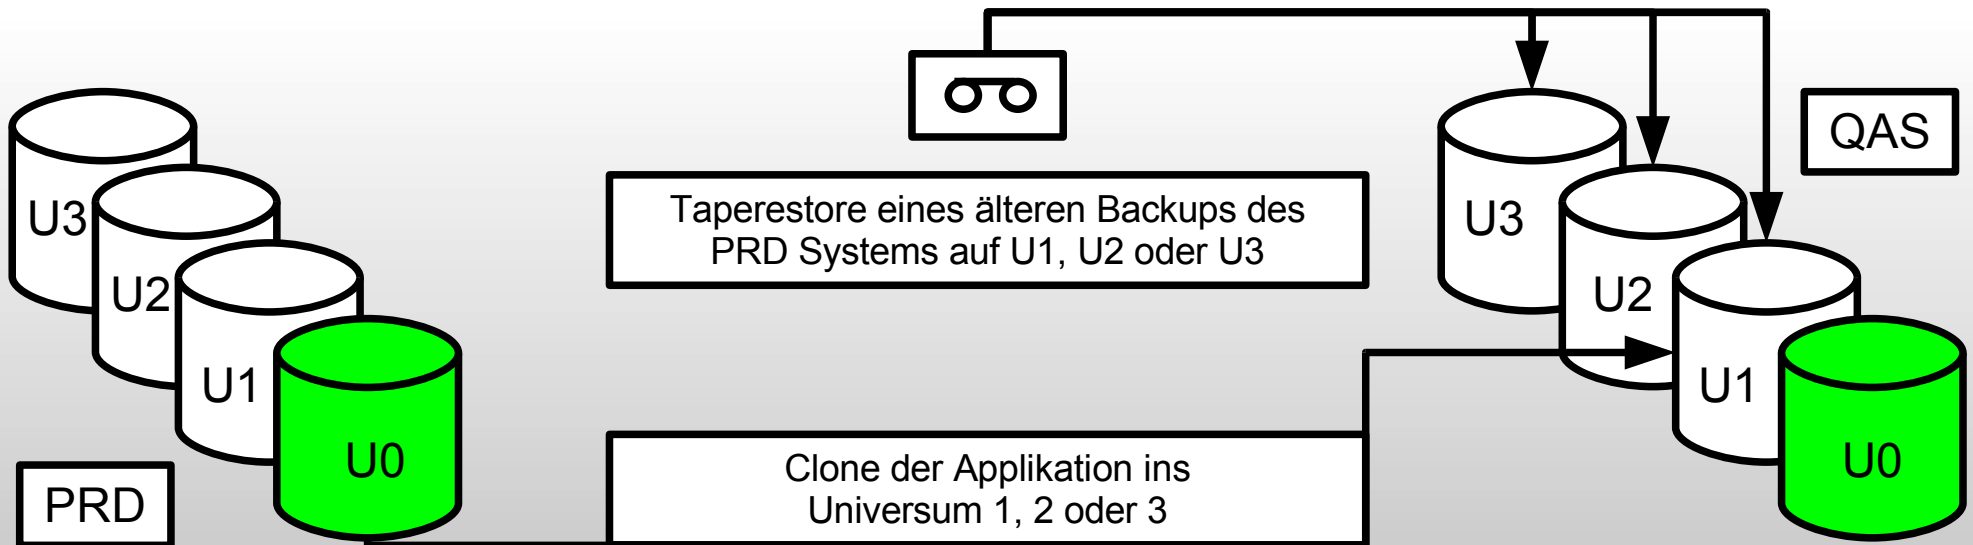 QAS
U3
U2
U1
U0
PRD
Taperestore eines älteren Backups des
PRD Systems auf U1, U2 oder U3
Clone der Applikation ins
Universum 1, 2 oder 3
U3
U2
U1
U0